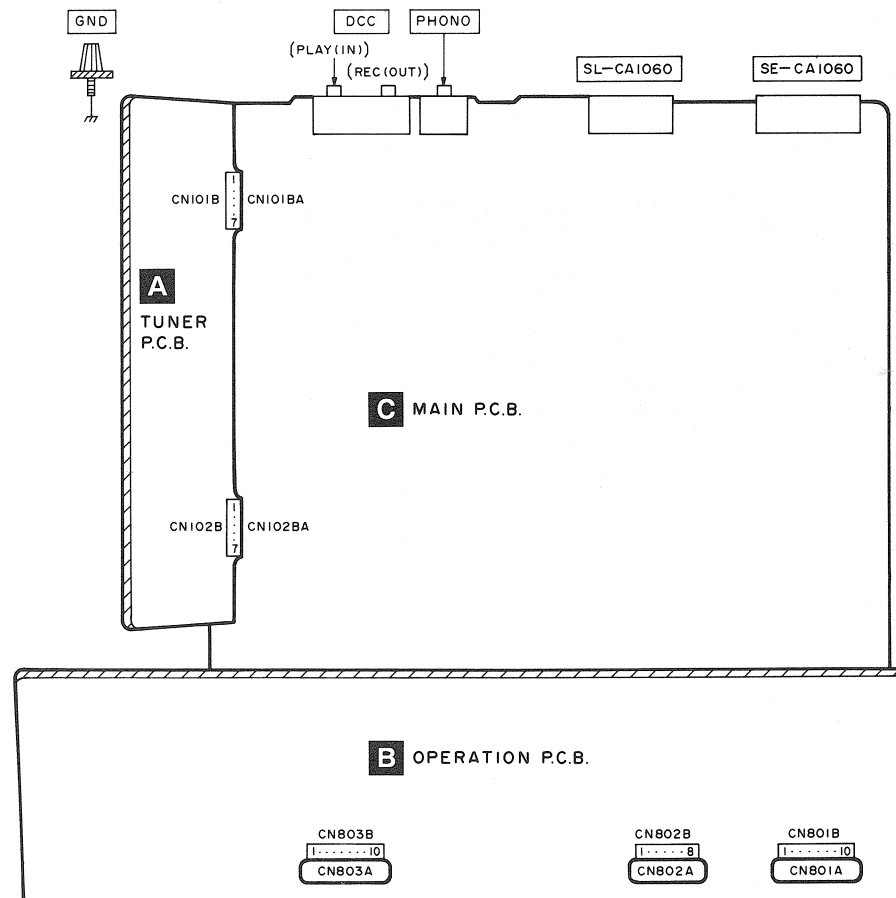 GND
DCC
PHONO
(PLAY(IN))
(REC(OUT))
SL-CA1060
SE-CA1060
CN101B
1
7
CN101BA
A
TUNER
P.C.B.
C MAIN P.C.B.
CN102B
1
7
CN102BA
B OPERATION P.C.B.
CN803B
1·······10
CN803A
CN802B
1·····8
CN802A
CN801B
1······10
CN801A